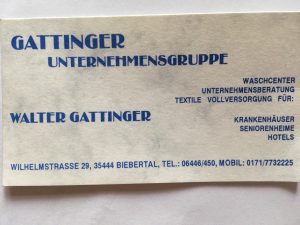 GATTINGER
UNTERNEHMENSGRUPPE
WASCHCENTER
UNTERNEHMENSBERATUNG
TEXTILE VOLLVERSORGUNG FÜR:
WALTER GATTINGER
KRANKENHÄUSER
SENIORENHEIME
HOTELS
WILHELMSTRASSE 29, 35444 BIEBERTAL, TEL.: 06446/450, MOBIL: 0171/7732225